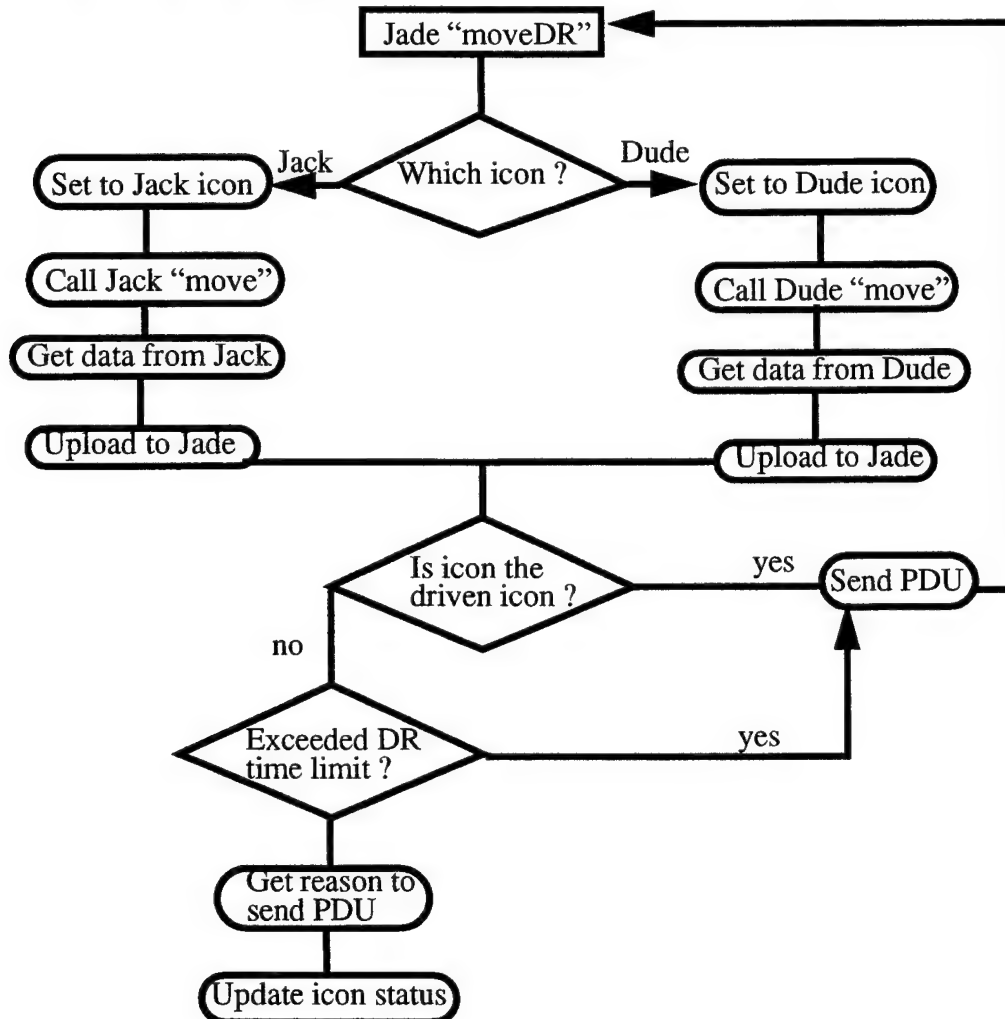 Jade “moveDR”
Which icon ?
Jack
Dude
Set to Jack icon
Set to Dude icon
Call Jack “move”
Call Dude “move”
Get data from Jack
Get data from Dude
Upload to Jade
Upload to Jade
Is icon the
driven icon ?
yes
Send PDU
no
Exceeded DR
time limit ?
yes
Get reason to
send PDU
Update icon status